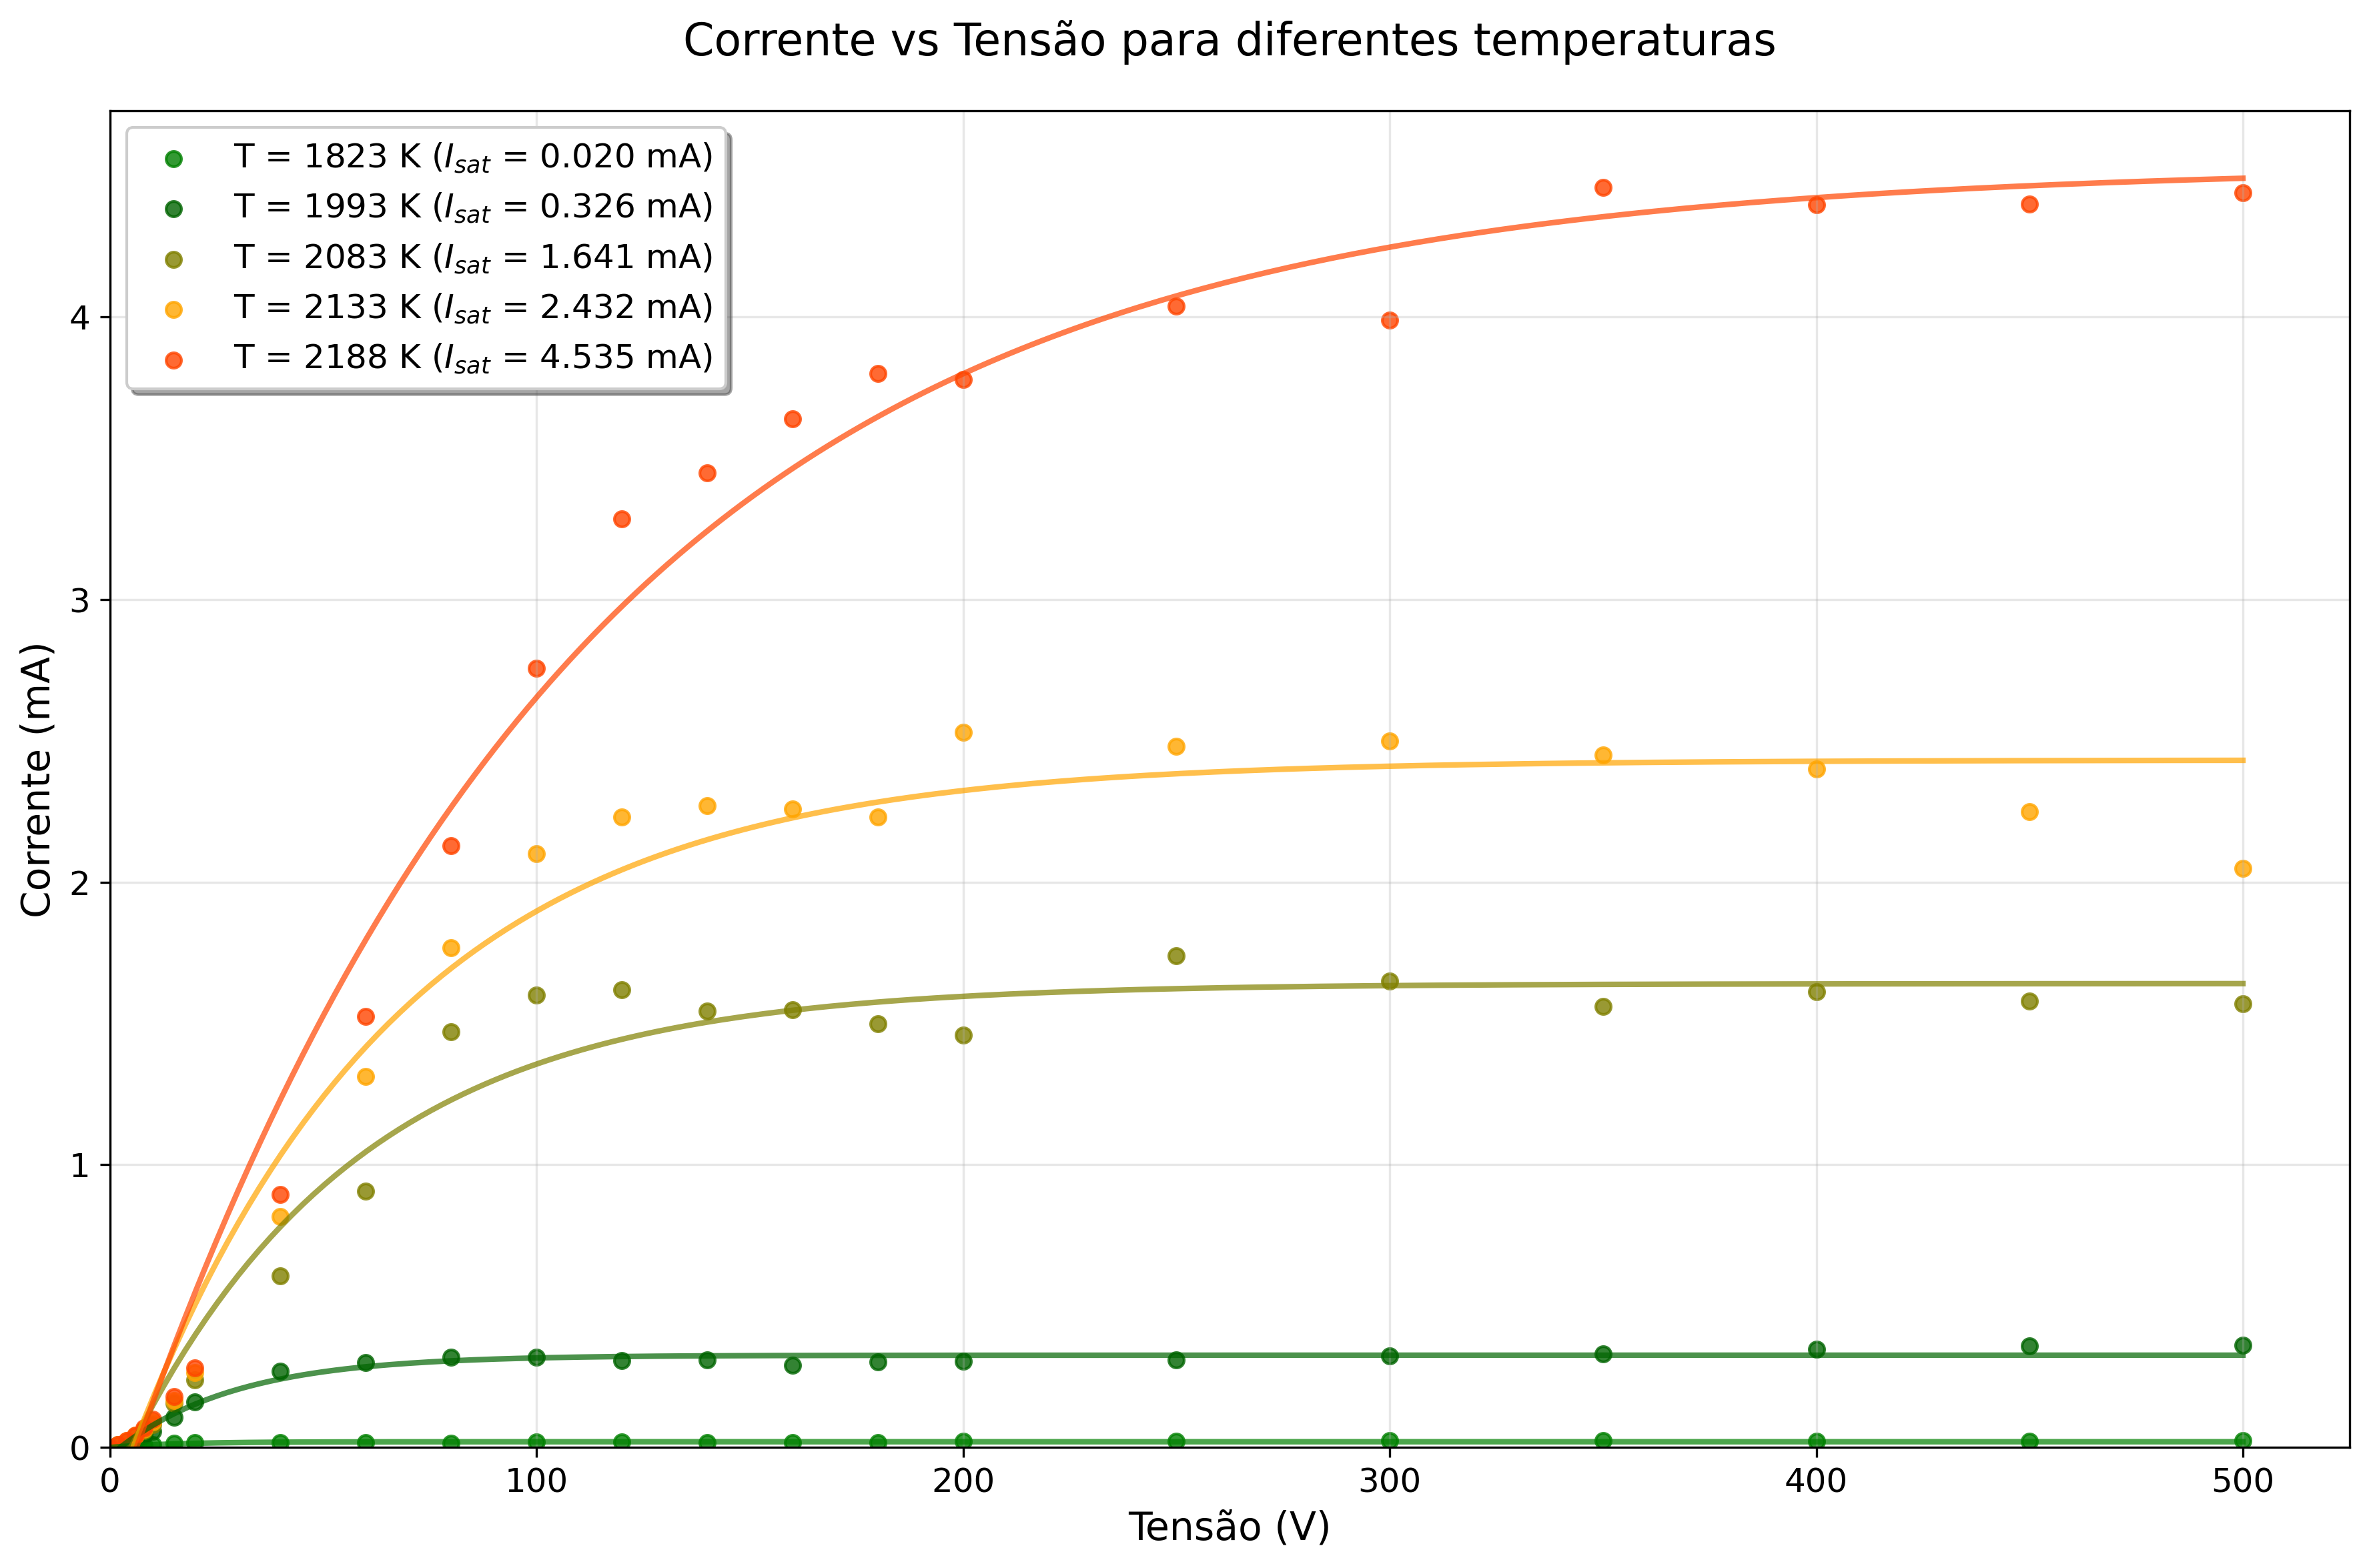 Corrente vs Tensão para diferentes temperaturas
T = 1823 K (I_sat = 0.020 mA)
T = 1993 K (I_sat = 0.326 mA)
T = 2083 K (I_sat = 1.641 mA)
T = 2133 K (I_sat = 2.432 mA)
T = 2188 K (I_sat = 4.535 mA)
Corrente (mA)
4
3
2
1
0
0 100 200 300 400 500
Tensão (V)